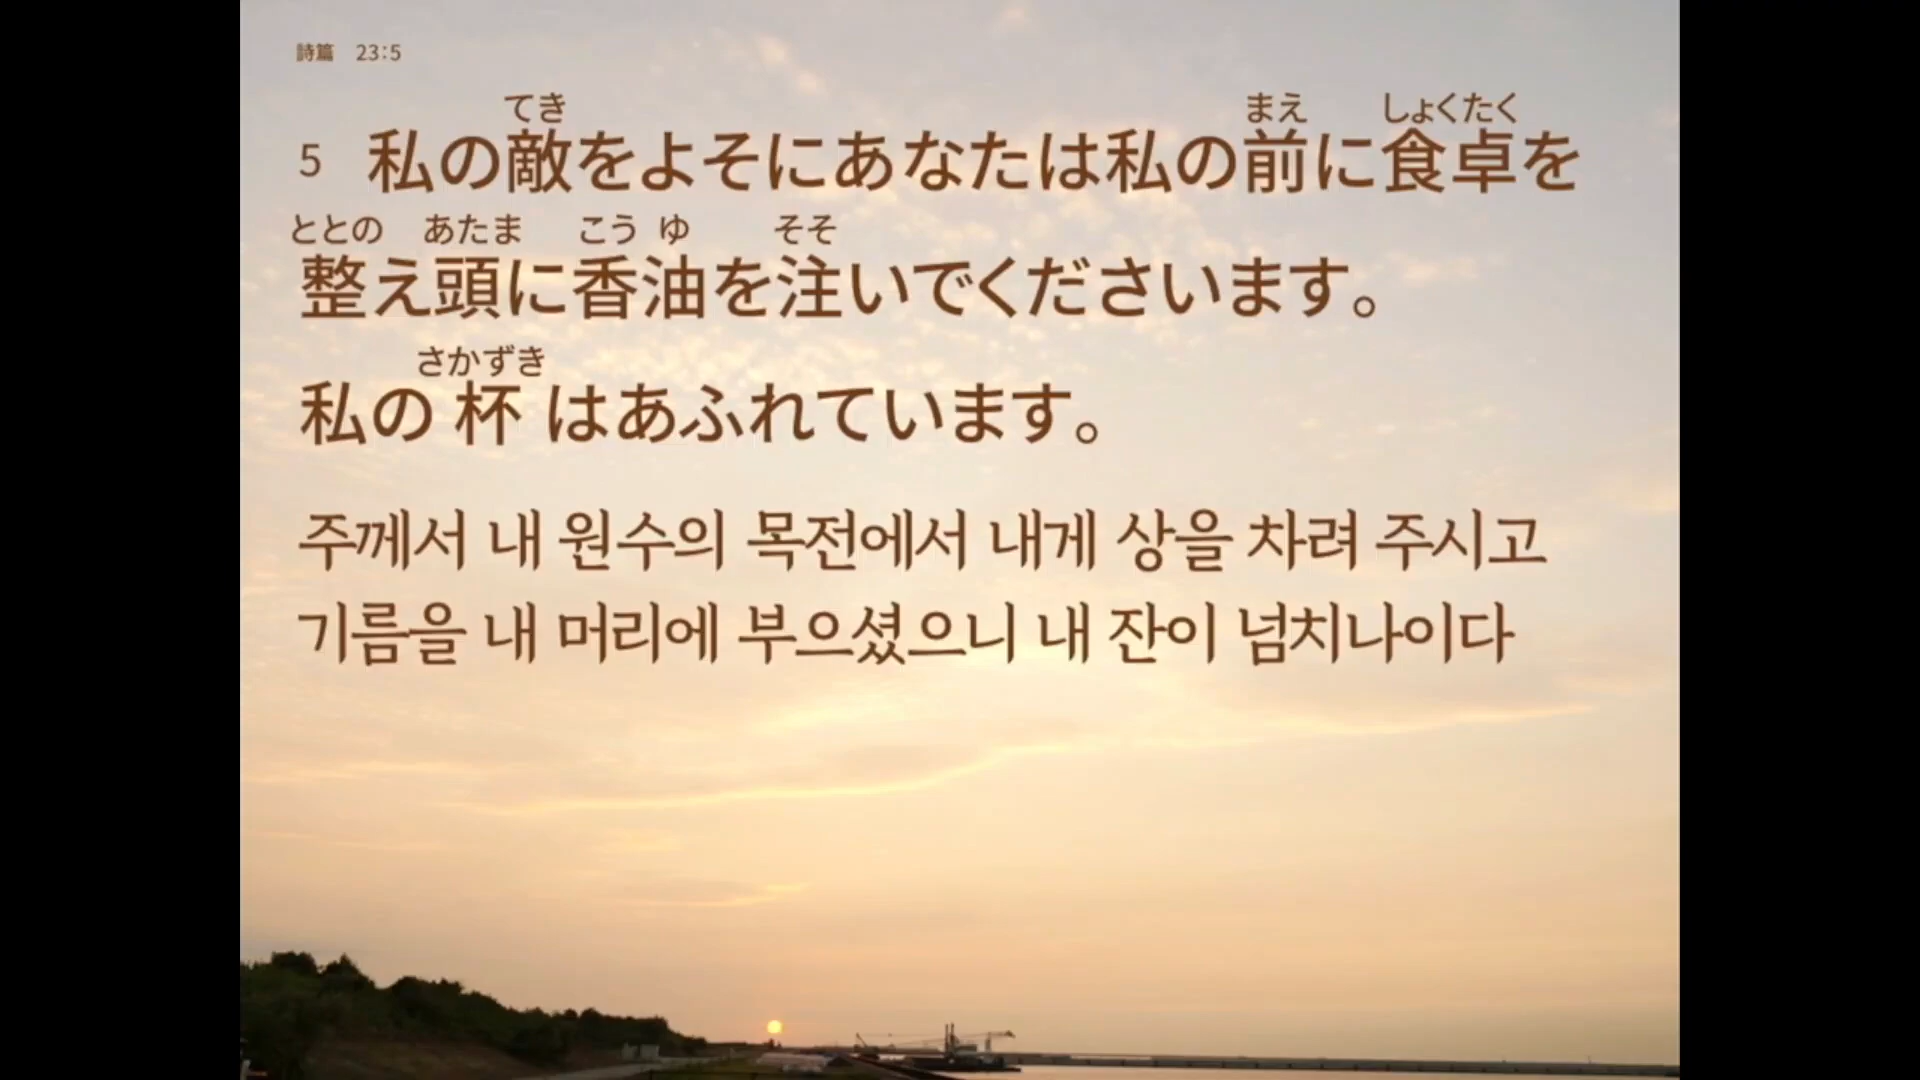 詩篇　23:5
てき まえ しょくたく
5 私の敵をよそにあなたは私の前に食卓を
ととの あたま こう ゆ そそ
整え頭に香油を注いでくださいます。
さかずき
私の杯はあふれています。
주께서 내 원수의 목전에서 내게 상을 차려 주시고
기름을 내 머리에 부으셨으니 내 잔이 넘치나이다